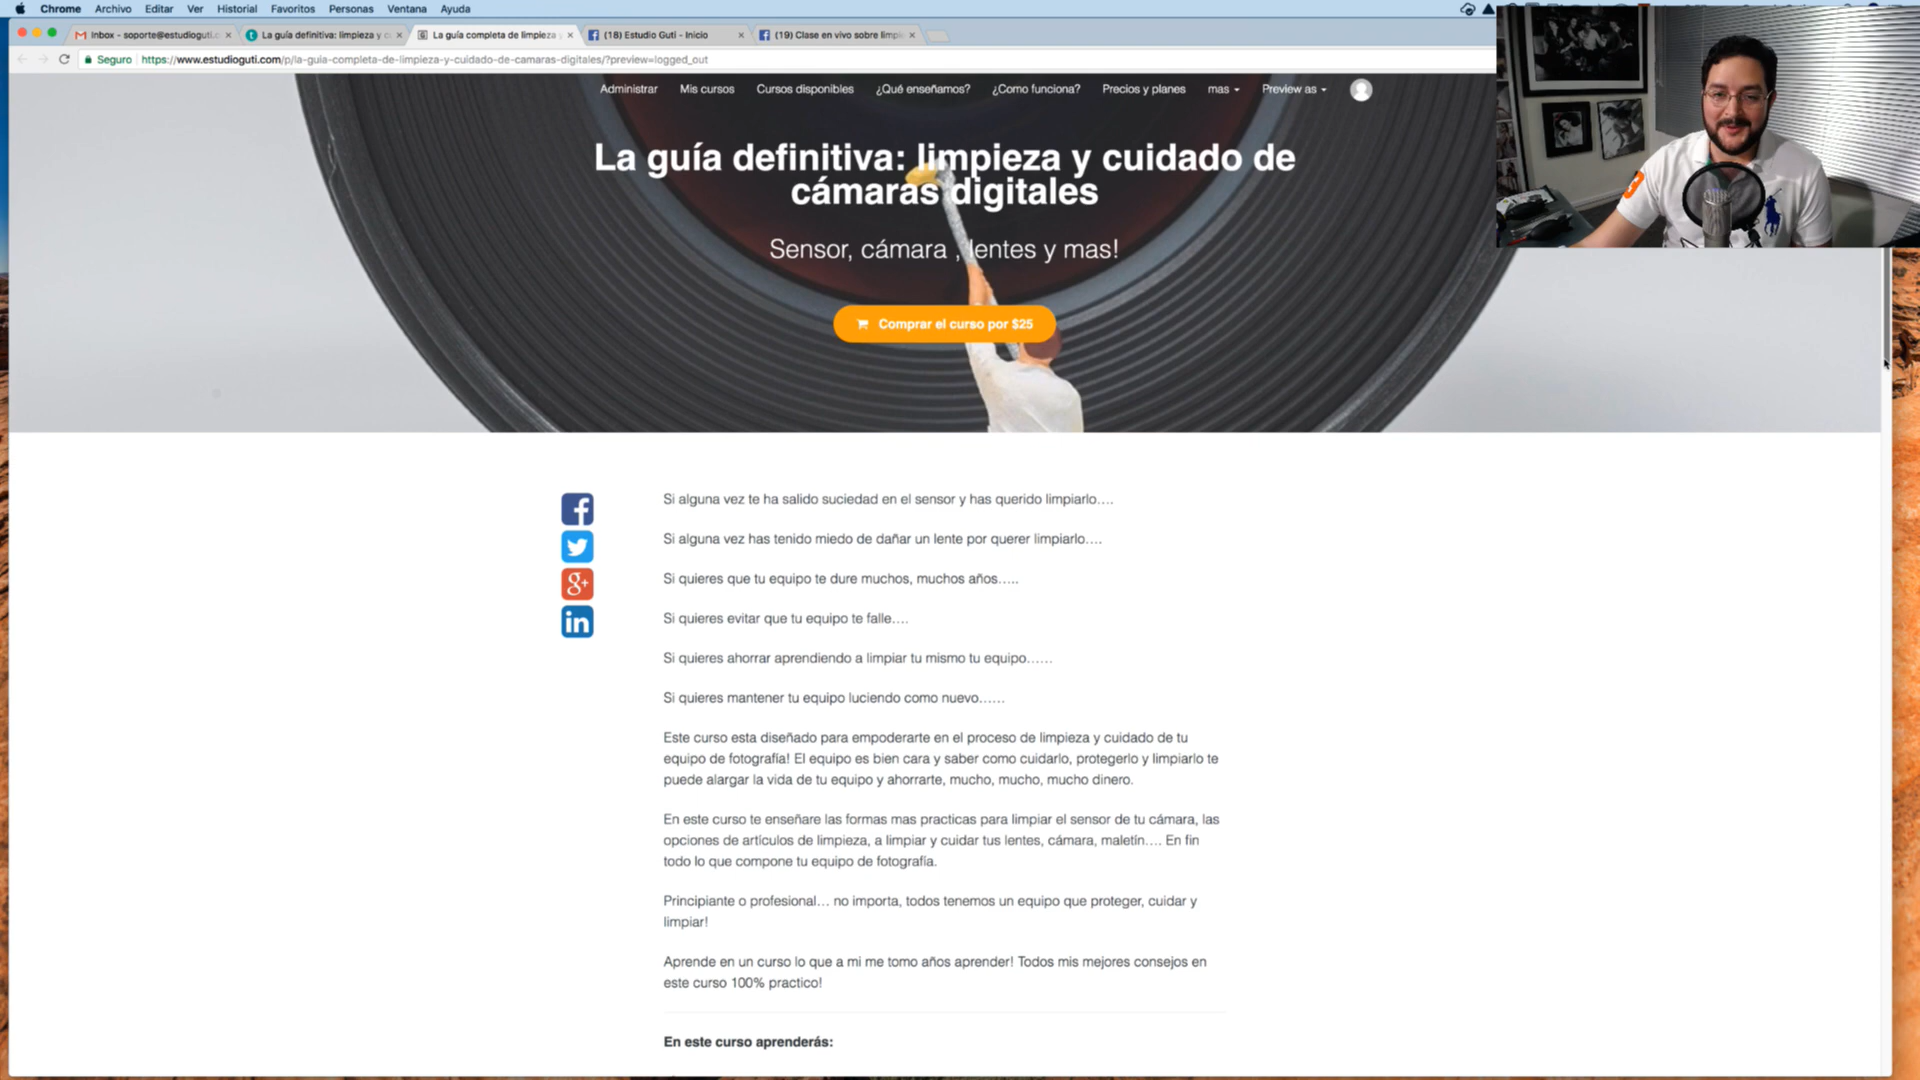 Chrome Archivo Editar Ver Historial Favoritos Personas Ventana Ayuda
Inbox - soporte@estudioguti.c
La guía definitiva: limpieza y c
La guía completa de limpieza y
(18) Estudio Guti - Inicio
(19) Clase en vivo sobre limpi
Seguro https://www.estudioguti.com/p/la-guia-completa-de-limpieza-y-cuidado-de-camaras-digitales/?preview=logged_out
Administrar Mis cursos Cursos disponibles ¿Qué enseñamos? ¿Como funciona? Precios y planes mas Preview as
La guía definitiva: limpieza y cuidado de
cámaras digitales
Sensor, cámara , lentes y mas!
Comprar el curso por $25
Si alguna vez te ha salido suciedad en el sensor y has querido limpiarlo….
Si alguna vez has tenido miedo de dañar un lente por querer limpiarlo….
Si quieres que tu equipo te dure muchos, muchos años…..
Si quieres evitar que tu equipo te falle….
Si quieres ahorrar aprendiendo a limpiar tu mismo tu equipo……
Si quieres mantener tu equipo luciendo como nuevo……
Este curso esta diseñado para empoderarte en el proceso de limpieza y cuidado de tu
equipo de fotografía! El equipo es bien cara y saber como cuidarlo, protegerlo y limpiarlo te
puede alargar la vida de tu equipo y ahorrarte, mucho, mucho, mucho dinero.
En este curso te enseñare las formas mas practicas para limpiar el sensor de tu cámara, las
opciones de artículos de limpieza, a limpiar y cuidar tus lentes, cámara, maletín…. En fin
todo lo que compone tu equipo de fotografía.
Principiante o profesional… no importa, todos tenemos un equipo que proteger, cuidar y
limpiar!
Aprende en un curso lo que a mi me tomo años aprender! Todos mis mejores consejos en
este curso 100% practico!
En este curso aprenderás: